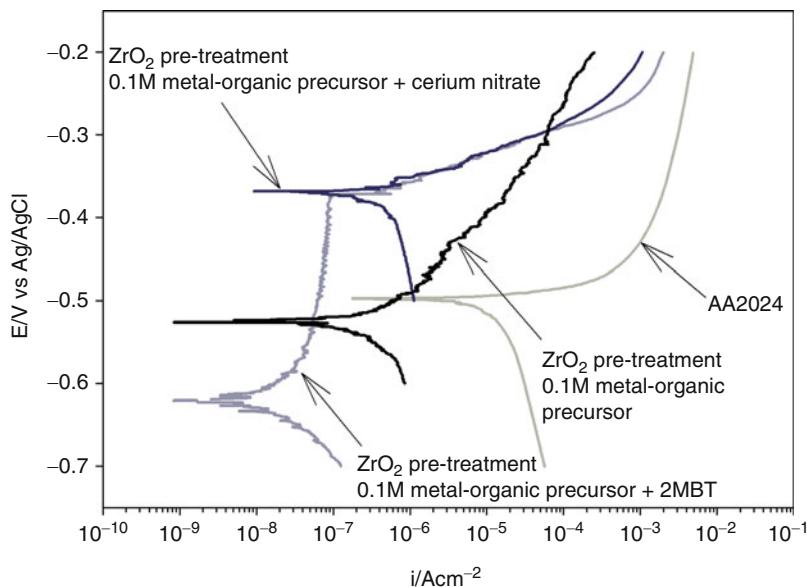 −0.2
−0.3
−0.4
−0.5
−0.6
−0.7
E/V vs Ag/AgCl
ZrO₂ pre-treatment
0.1M metal-organic precursor + cerium nitrate
AA2024
ZrO₂ pre-treatment
0.1M metal-organic
precursor
ZrO₂ pre-treatment
0.1M metal-organic precursor + 2MBT
10⁻¹⁰ 10⁻⁹ 10⁻⁸ 10⁻⁷ 10⁻⁶ 10⁻⁵ 10⁻⁴ 10⁻³ 10⁻² 10⁻¹
i/Acm⁻²